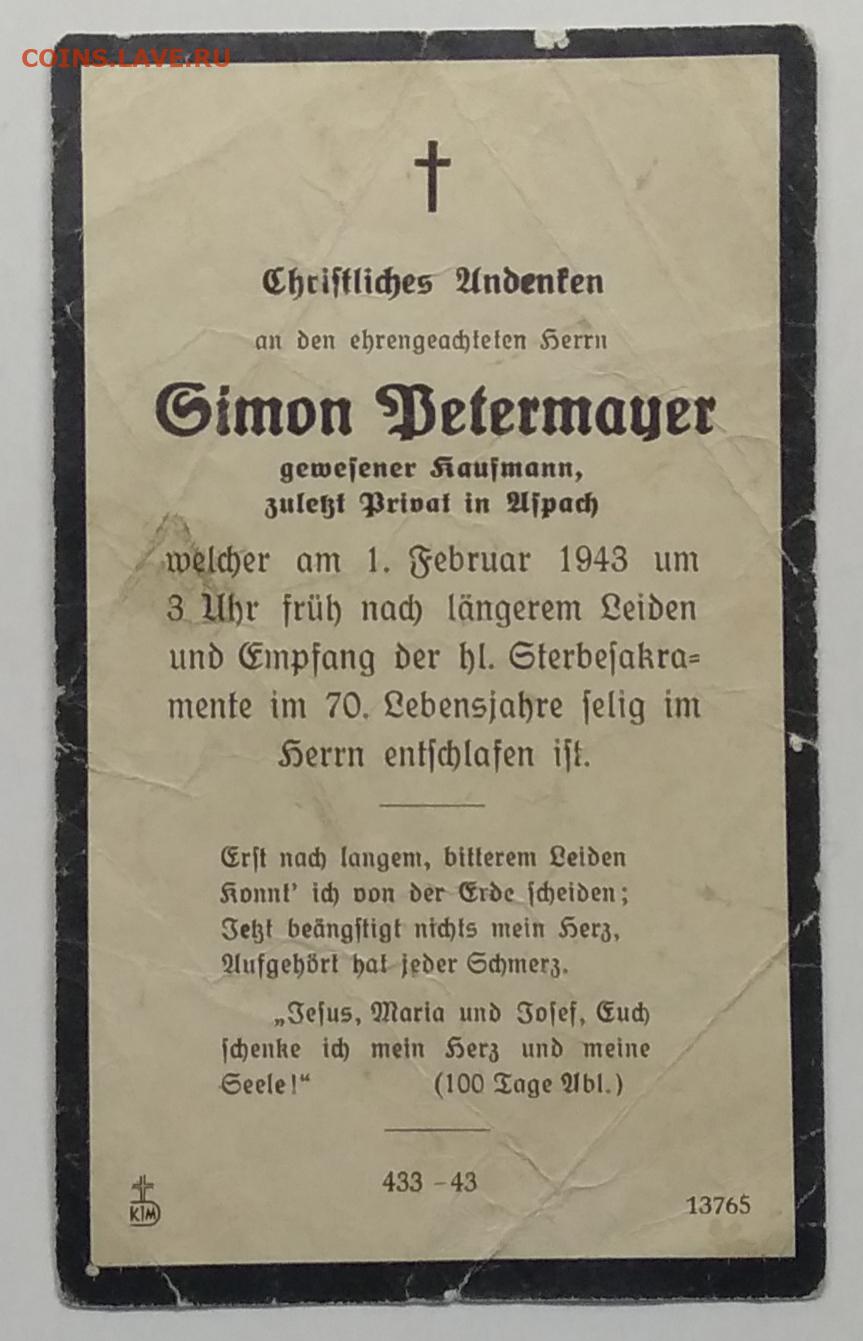 COINS.LAVE.RU
Christliches Andenken
an den ehrengeachteten Herrn
Simon Petermayer
gewesener Kaufmann,
zuletzt Privat in Aspach
welcher am 1. Februar 1943 um
3 Uhr früh nach längerem Leiden
und Empfang der hl. Sterbesakra=
mente im 70. Lebensjahre selig im
Herrn entschlafen ist.
Erst nach langem, bitterem Leiden
Konnt' ich von der Erde scheiden;
Jetzt beängstigt nichts mein Herz,
Aufgehört hat jeder Schmerz.
„Jesus, Maria und Josef, Euch
schenke ich mein Herz und meine
Seele!“ (100 Tage Abl.)
433 - 43
KIM
13765